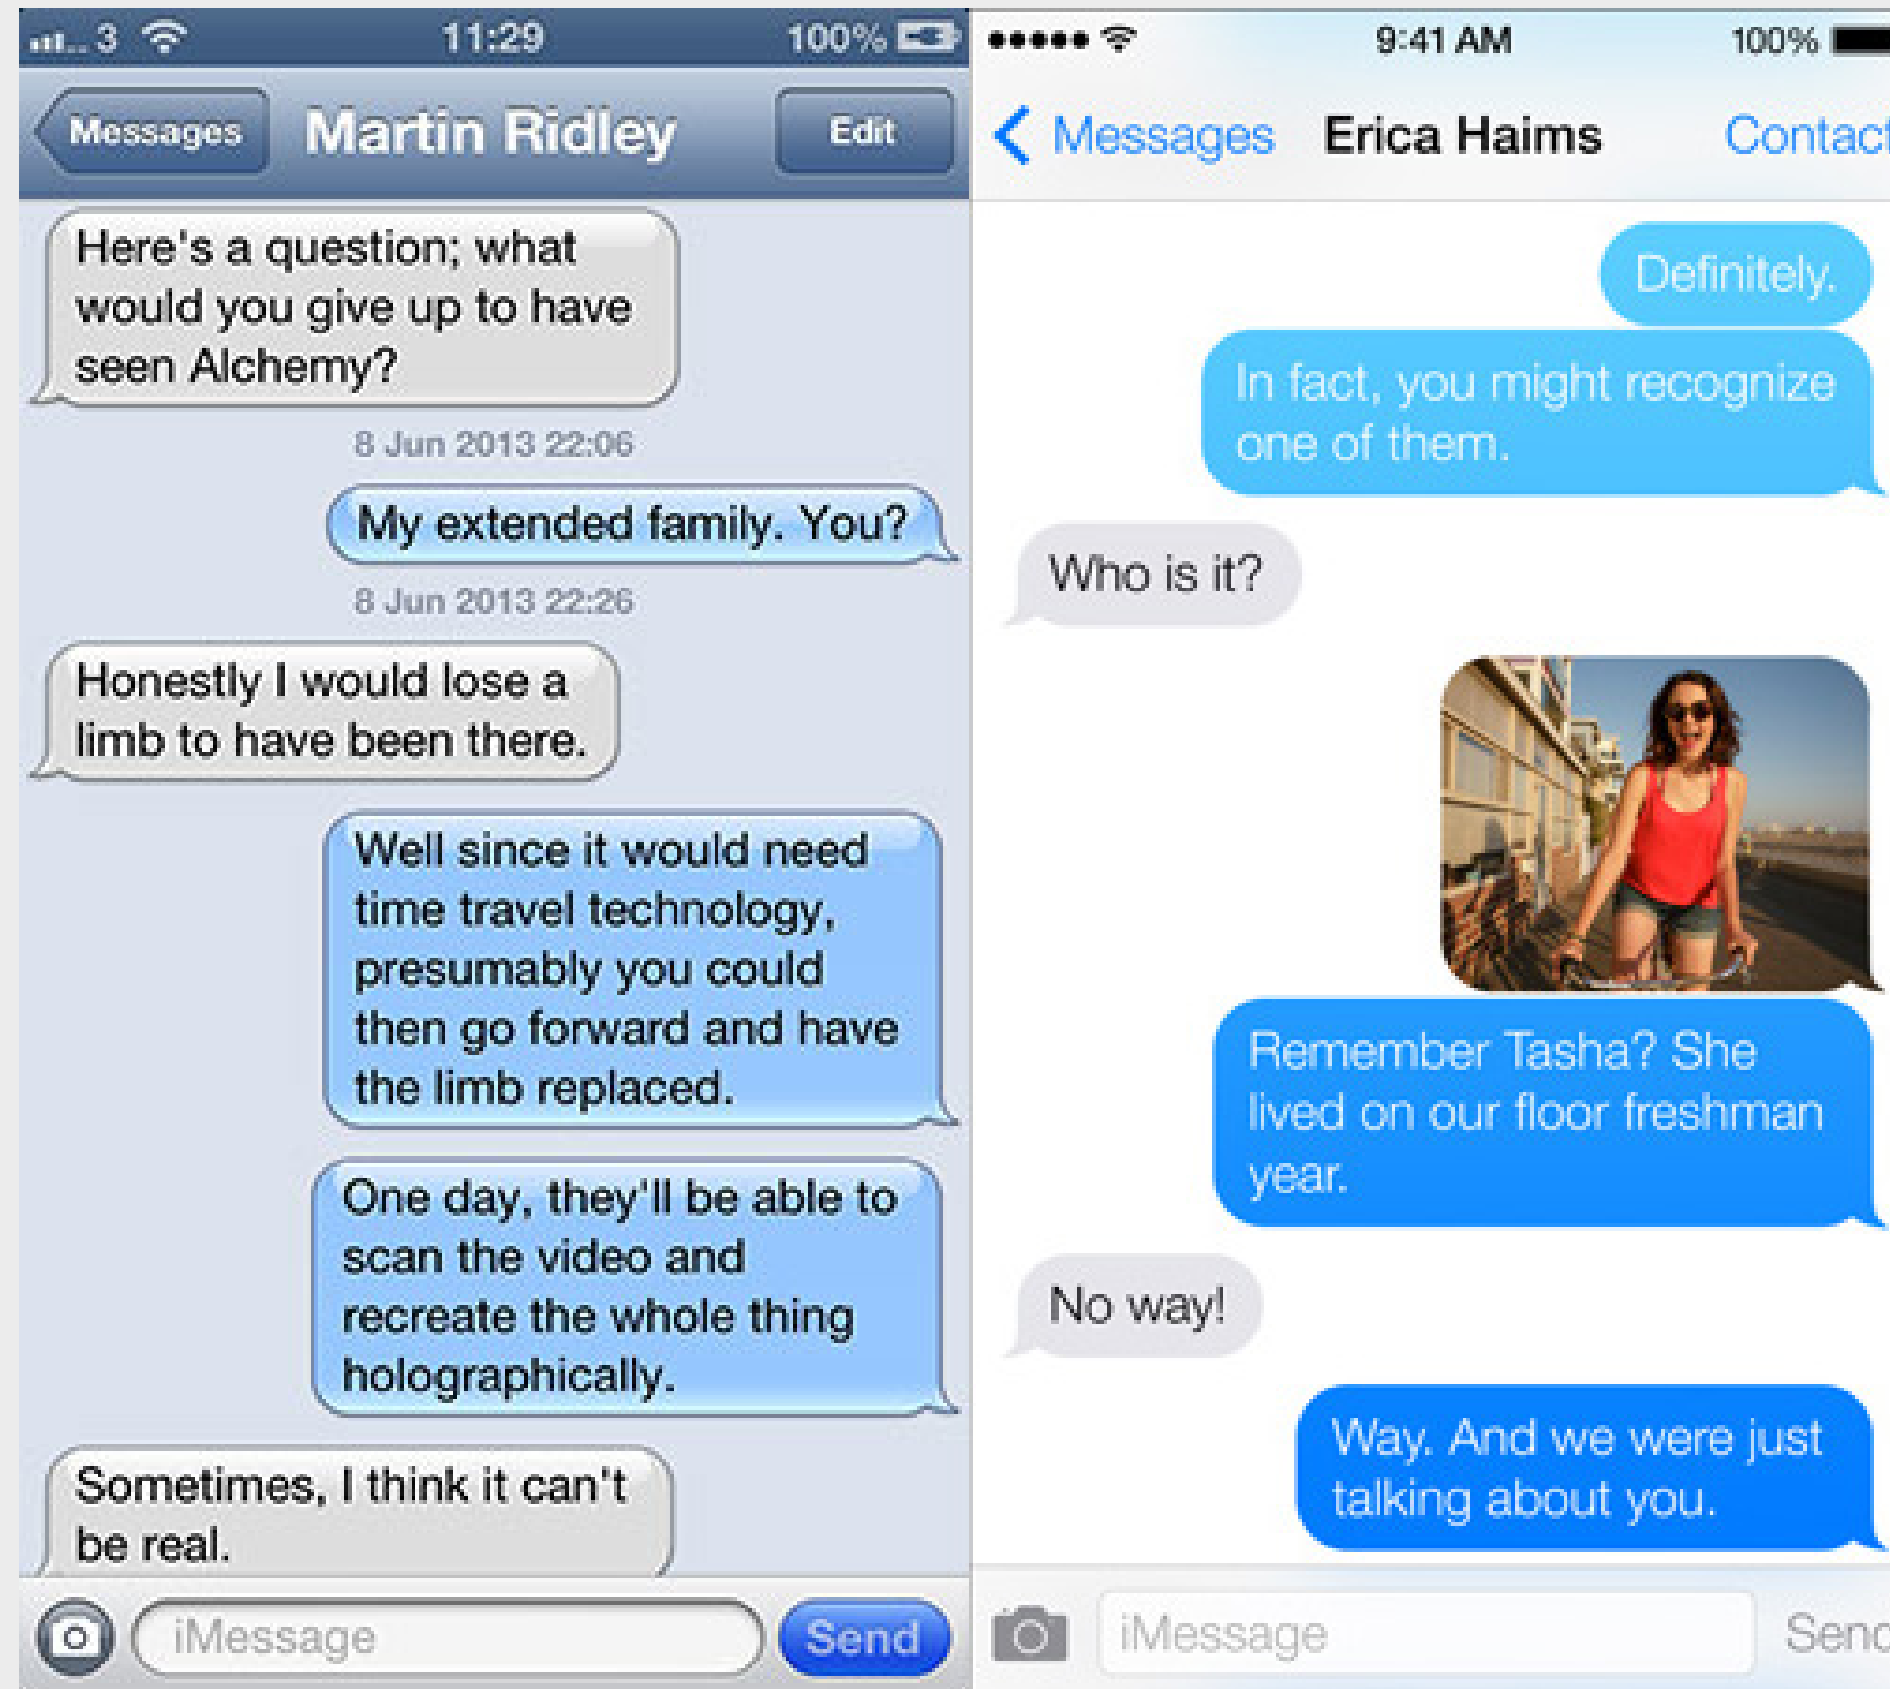 3 11:29 100%
Messages Martin Ridley Edit
Here's a question; what
would you give up to have
seen Alchemy?
8 Jun 2013 22:06
My extended family. You?
8 Jun 2013 22:26
Honestly I would lose a
limb to have been there.
Well since it would need
time travel technology,
presumably you could
then go forward and have
the limb replaced.
One day, they'll be able to
scan the video and
recreate the whole thing
holographically.
Sometimes, I think it can't
be real.
iMessage Send
9:41 AM 100%
Messages Erica Haims Contact
Definitely.
In fact, you might recognize
one of them.
Who is it?
Remember Tasha? She
lived on our floor freshman
year.
No way!
Way. And we were just
talking about you.
iMessage Send